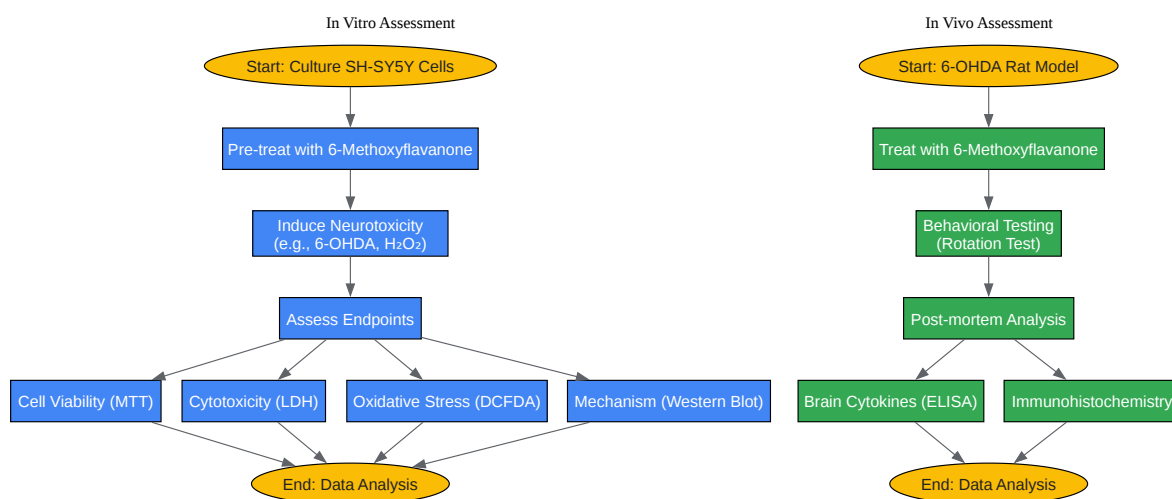 In Vitro Assessment
Start: Culture SH-SY5Y Cells
Pre-treat with 6-Methoxyflavanone
Induce Neurotoxicity
(e.g., 6-OHDA, H₂O₂)
Assess Endpoints
Cell Viability (MTT)
Cytotoxicity (LDH)
Oxidative Stress (DCFDA)
Mechanism (Western Blot)
End: Data Analysis
In Vivo Assessment
Start: 6-OHDA Rat Model
Treat with 6-Methoxyflavanone
Behavioral Testing
(Rotation Test)
Post-mortem Analysis
Brain Cytokines (ELISA)
Immunohistochemistry
End: Data Analysis